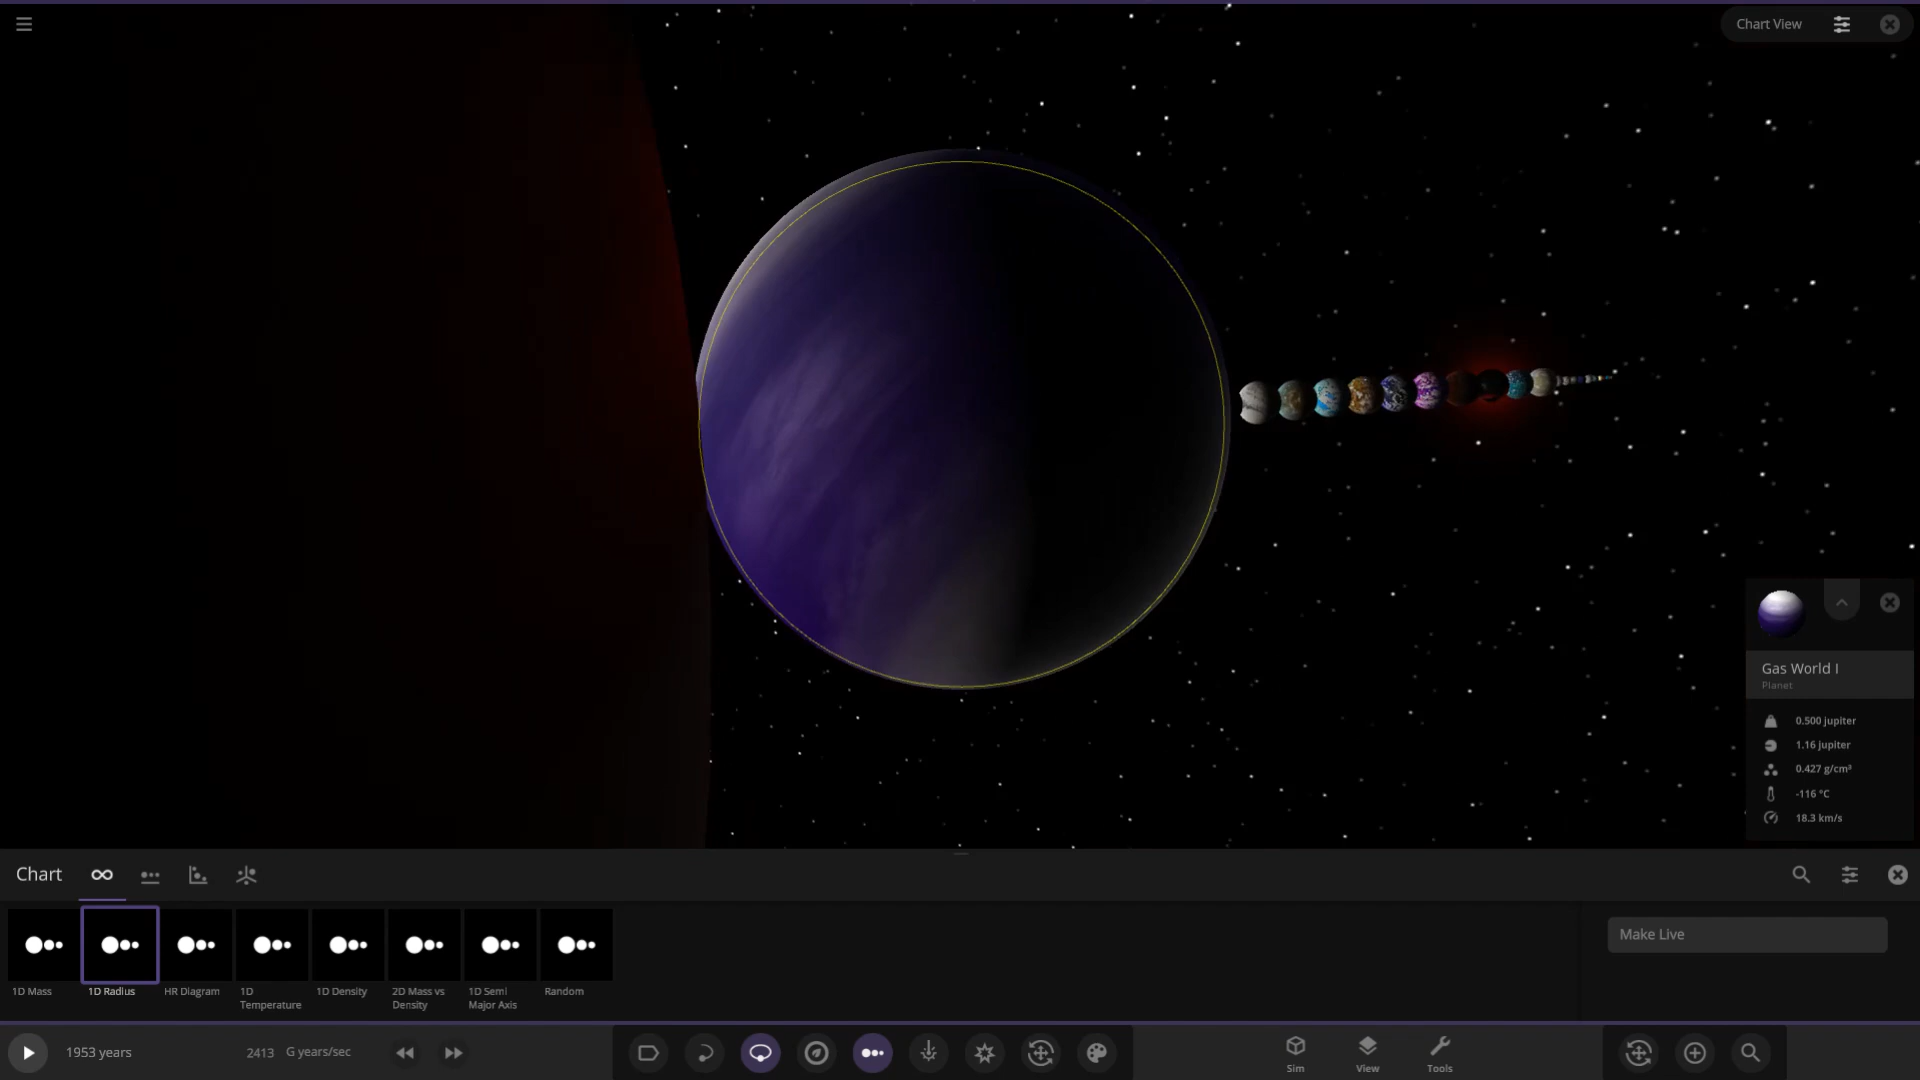 Chart View
Gas World I
Planet
0.500 jupiter
1.16 jupiter
0.427 g/cm³
-116 °C
18.3 km/s
Chart
Make Live
1D Mass
1D Radius
HR Diagram
1D
Temperature
1D Density
2D Mass vs
Density
1D Semi
Major Axis
Random
1953 years
2413 G years/sec
Sim
View
Tools